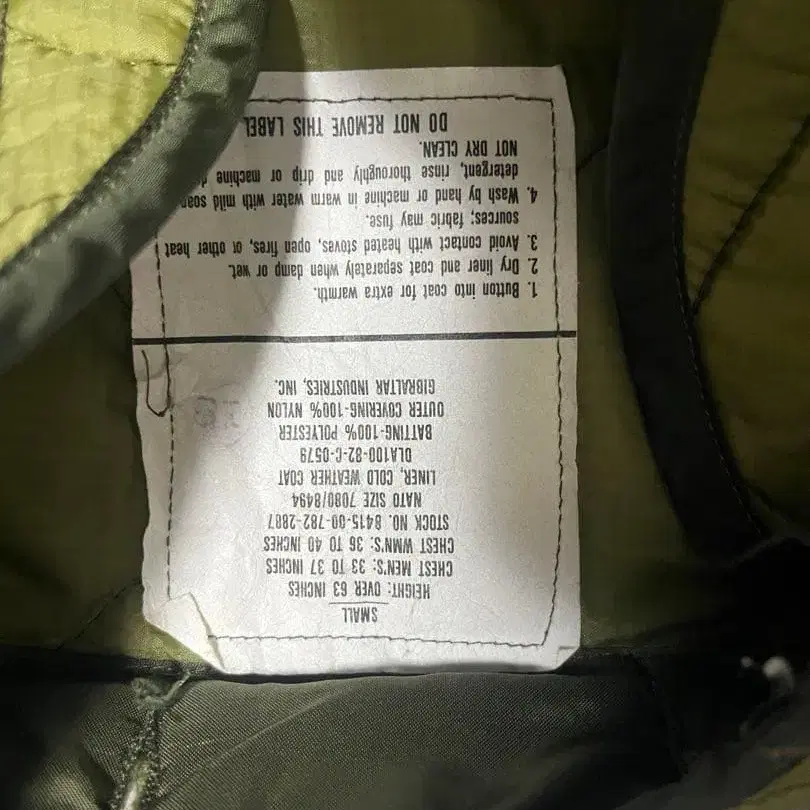 SMALL
HEIGHT: OVER 63 INCHES
CHEST MEN'S: 33 TO 37 INCHES
CHEST WMN'S: 36 TO 40 INCHES
STOCK NO. 8415-00-782-2887
NATO SIZE 7080/8494
LINER, COLD WEATHER COAT
DLA100-82-C-0579
BATTING-100% POLYESTER
OUTER COVERING-100% NYLON
GIBRALTAR INDUSTRIES, INC.
1. Button into coat for extra warmth.
2. Dry liner and coat separately when damp or wet.
3. Avoid contact with heated stoves, open fires, or other heat
sources; fabric may fuse.
4. Wash by hand or machine in warm water with mild soap
detergent, rinse thoroughly and drip or machine
NOT DRY CLEAN.
DO NOT REMOVE THIS LABEL